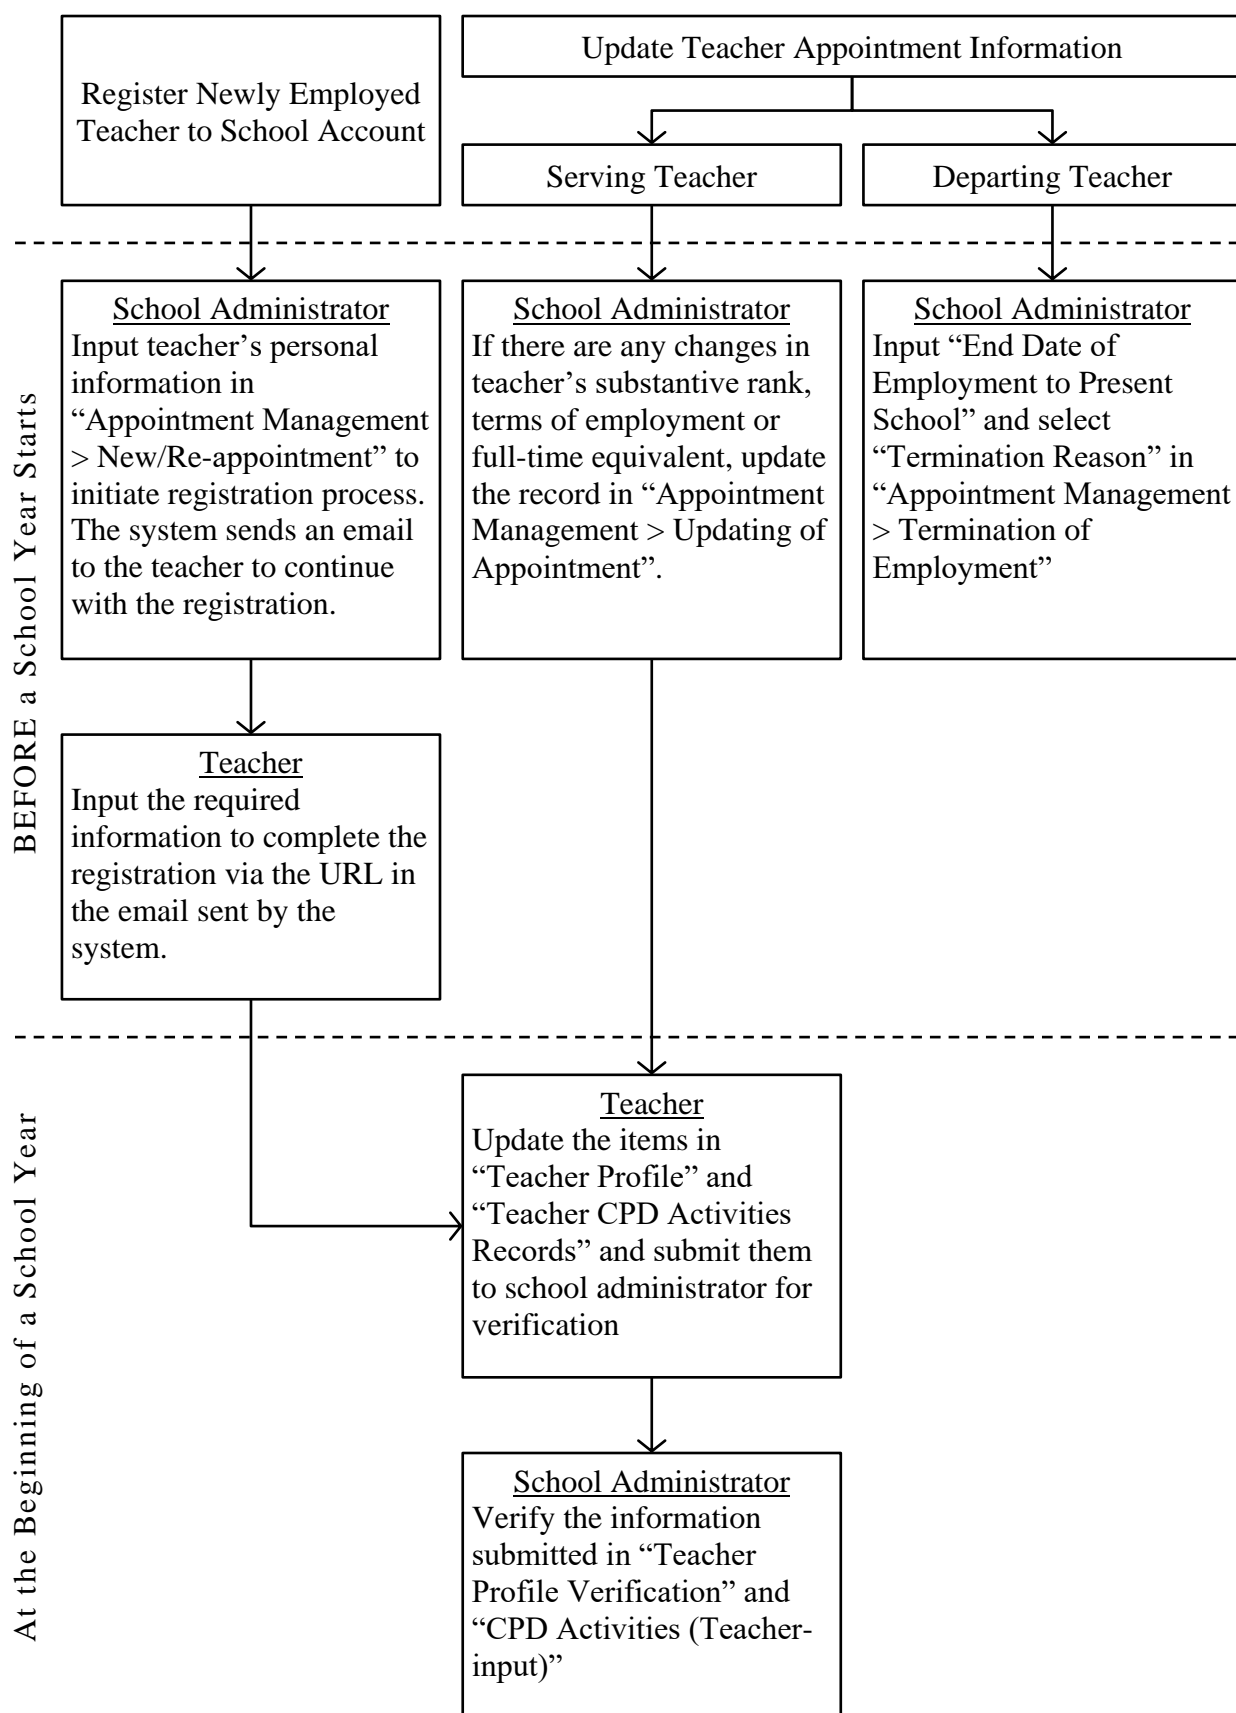 Register Newly Employed
Teacher to School Account
Update Teacher Appointment Information
Serving Teacher
Departing Teacher
BEFORE a School Year Starts
School Administrator
Input teacher’s personal
information in
“Appointment Management
> New/Re-appointment” to
initiate registration process.
The system sends an email
to the teacher to continue
with the registration.
School Administrator
If there are any changes in
teacher’s substantive rank,
terms of employment or
full-time equivalent, update
the record in “Appointment
Management > Updating of
Appointment”.
School Administrator
Input “End Date of
Employment to Present
School” and select
“Termination Reason” in
“Appointment Management
> Termination of
Employment”
Teacher
Input the required
information to complete the
registration via the URL in
the email sent by the
system.
At the Beginning of a School Year
Teacher
Update the items in
“Teacher Profile” and
“Teacher CPD Activities
Records” and submit them
to school administrator for
verification
School Administrator
Verify the information
submitted in “Teacher
Profile Verification” and
“CPD Activities (Teacher-
input)”